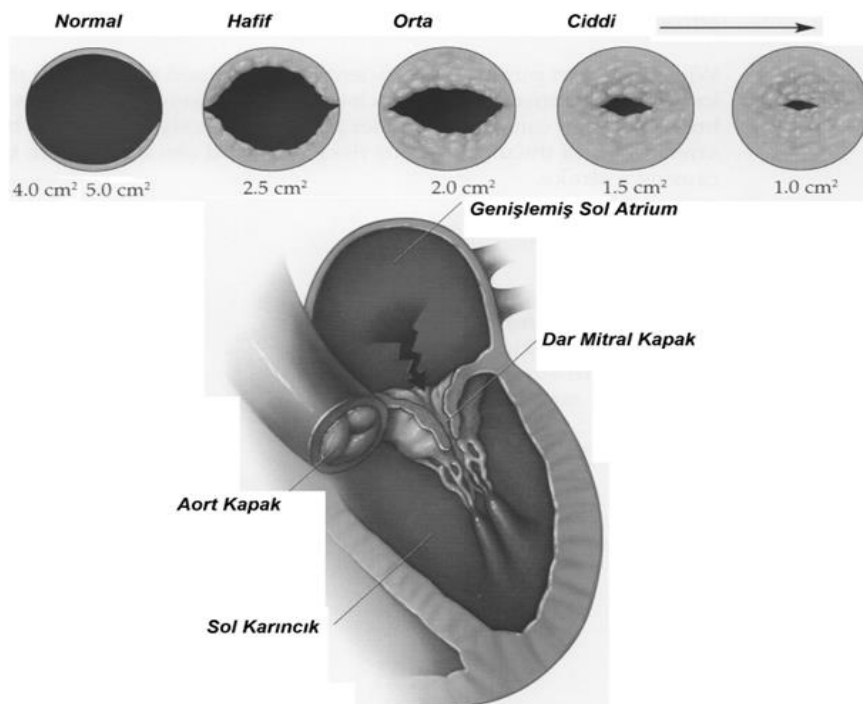 Normal Hafif Orta Ciddi
4.0 cm² 5.0 cm² 2.5 cm² 2.0 cm² 1.5 cm² 1.0 cm²
Genişlemiş Sol Atrium
Dar Mitral Kapak
Aort Kapak
Sol Karıncık